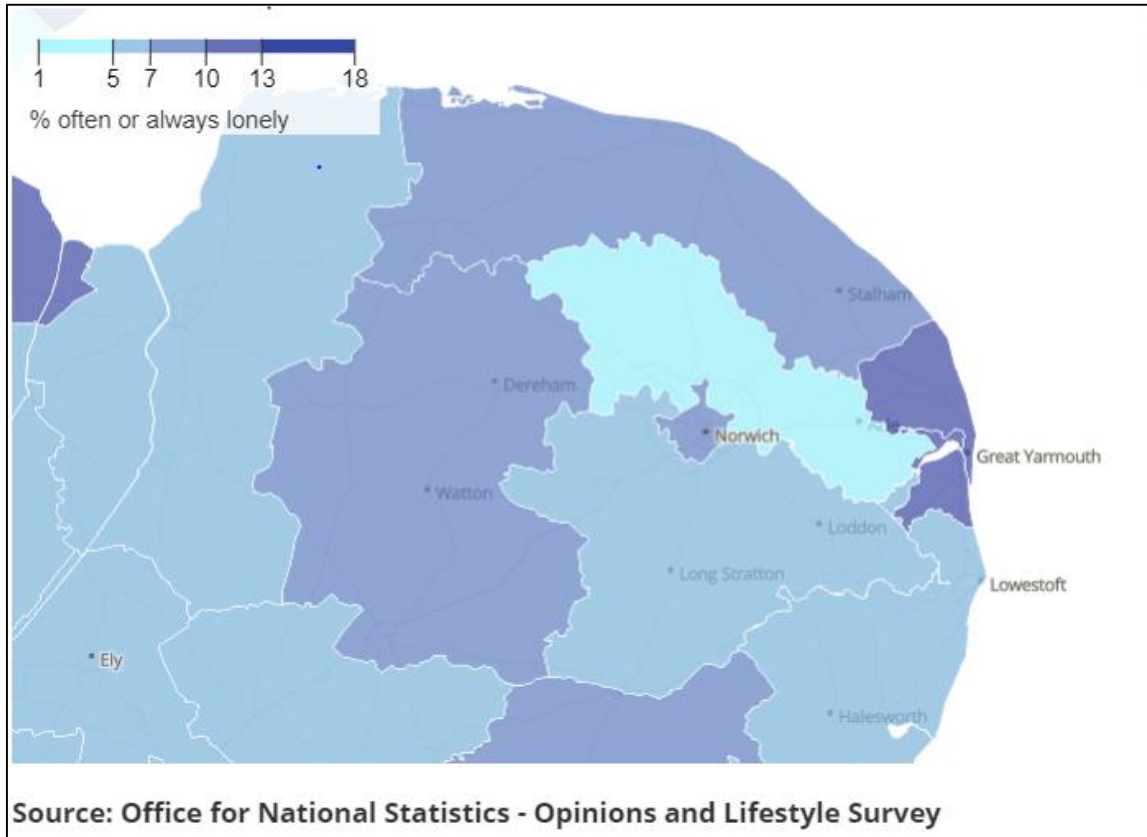 1 5 7 10 13 18
% often or always lonely
Stalham
Dereham
Norwich
Great Yarmouth
Watton
Loddon
Long Stratton
Lowestoft
Ely
Halesworth
Source: Office for National Statistics - Opinions and Lifestyle Survey